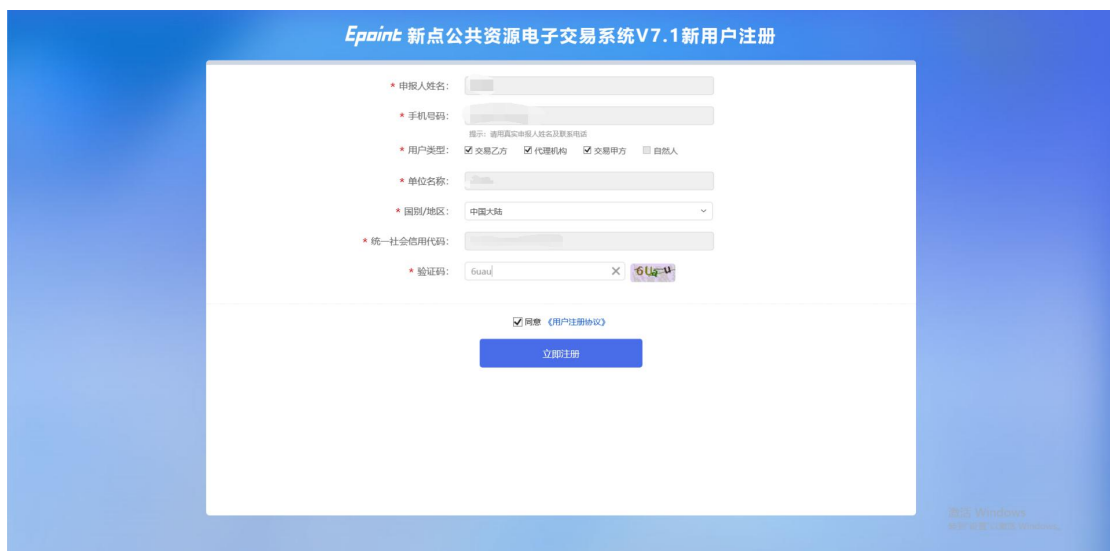 Epoint 新点公共资源电子交易系统V7.1新用户注册
* 申报人姓名：
* 手机号码：
提示：请用真实申报人姓名及联系电话
* 用户类型： 交易乙方 代理机构 交易甲方 自然人
* 单位名称：
* 国别/地区： 中国大陆
* 统一社会信用代码：
* 验证码： 6uau 6Uau
同意 《用户注册协议》
立即注册
激活 Windows